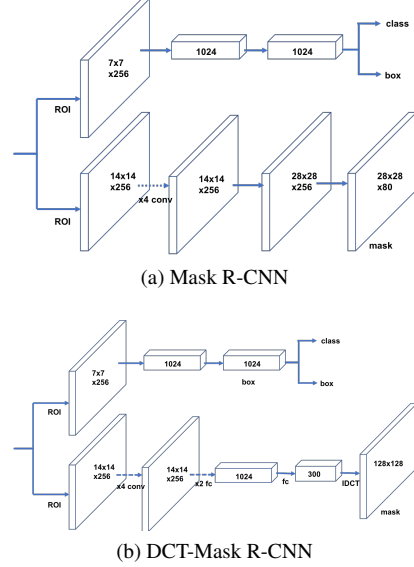 7x7
x256
1024
1024
class
box
ROI
14x14
x256
x4 conv
14x14
x256
28x28
x256
28x28
x80
mask
ROI
(a) Mask R-CNN
7x7
x256
1024
1024
box
class
box
ROI
14x14
x256
x4 conv
14x14
x256
x2 fc
1024
fc
300
IDCT
128x128
mask
ROI
(b) DCT-Mask R-CNN